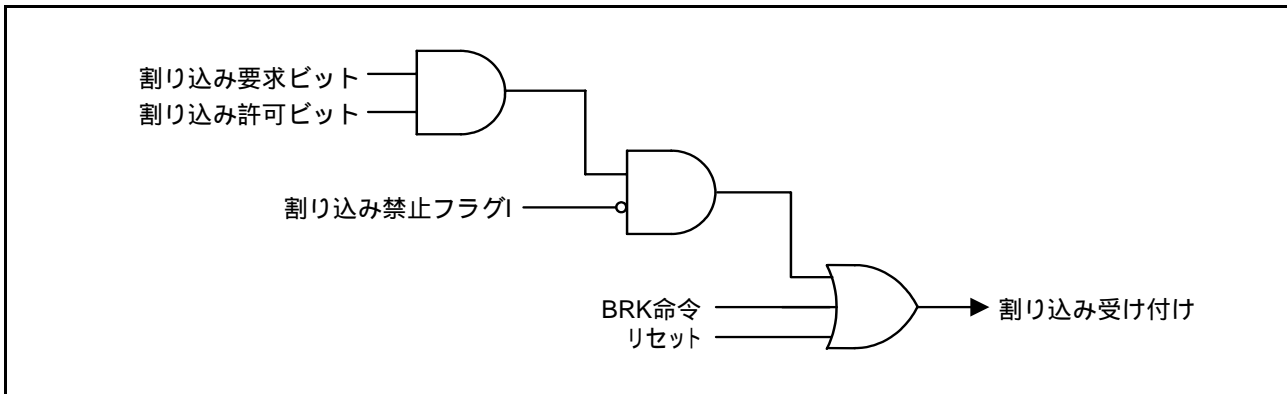 割り込み要求ビット
割り込み許可ビット
割り込み禁止フラグI
BRK命令
リセット
割り込み受け付け